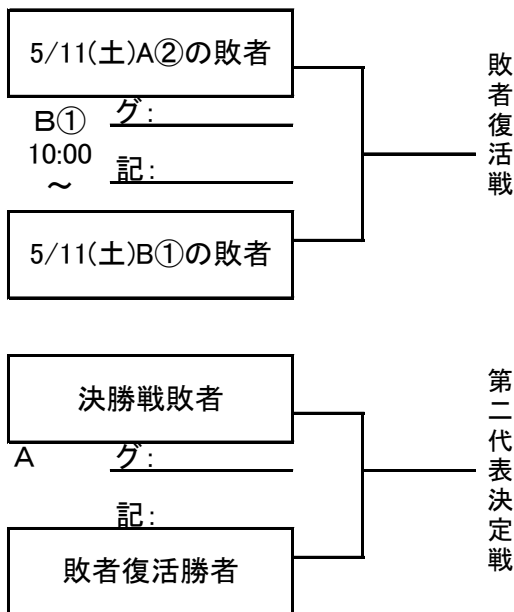 5/11(土)A②の敗者
B① グ:
10:00
～ 記:
5/11(土)B①の敗者
敗者復活戦
決勝戦敗者
A グ:
記:
敗者復活勝者
第二代表決定戦